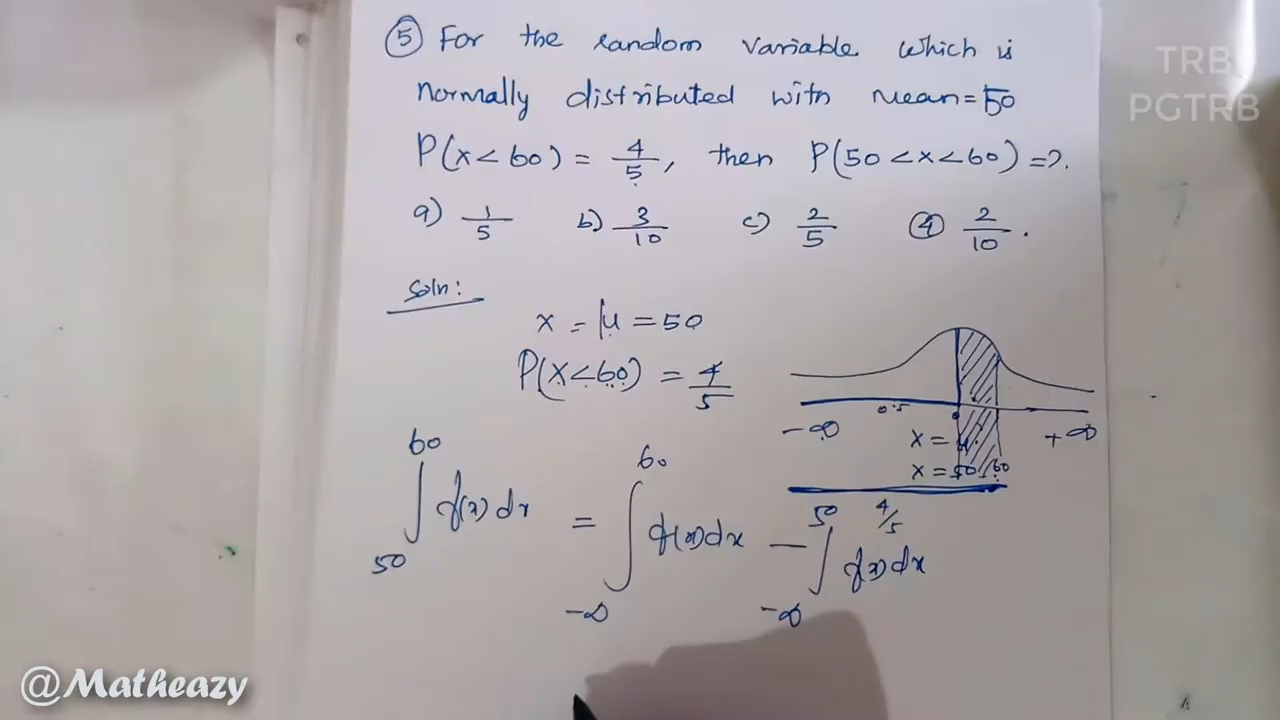 ⑤ For the random variable which is
normally distributed with mean = 50
P(x < 60) = 4/5, then P(50 < x < 60) = ?.
a) 1/5 b) 3/10 c) 2/5 ④ 2/10.
Soln:
x = μ = 50
P(x < 60) = 4/5
0.5
-∞ x = μ. +∞
x = 50 60
4/5
∫₅₀⁶⁰ f(x) dx = ∫₋∞⁶⁰ f(x) dx − ∫₋∞⁵⁰ f(x) dx
TRB
PGTRB
@Matheazy